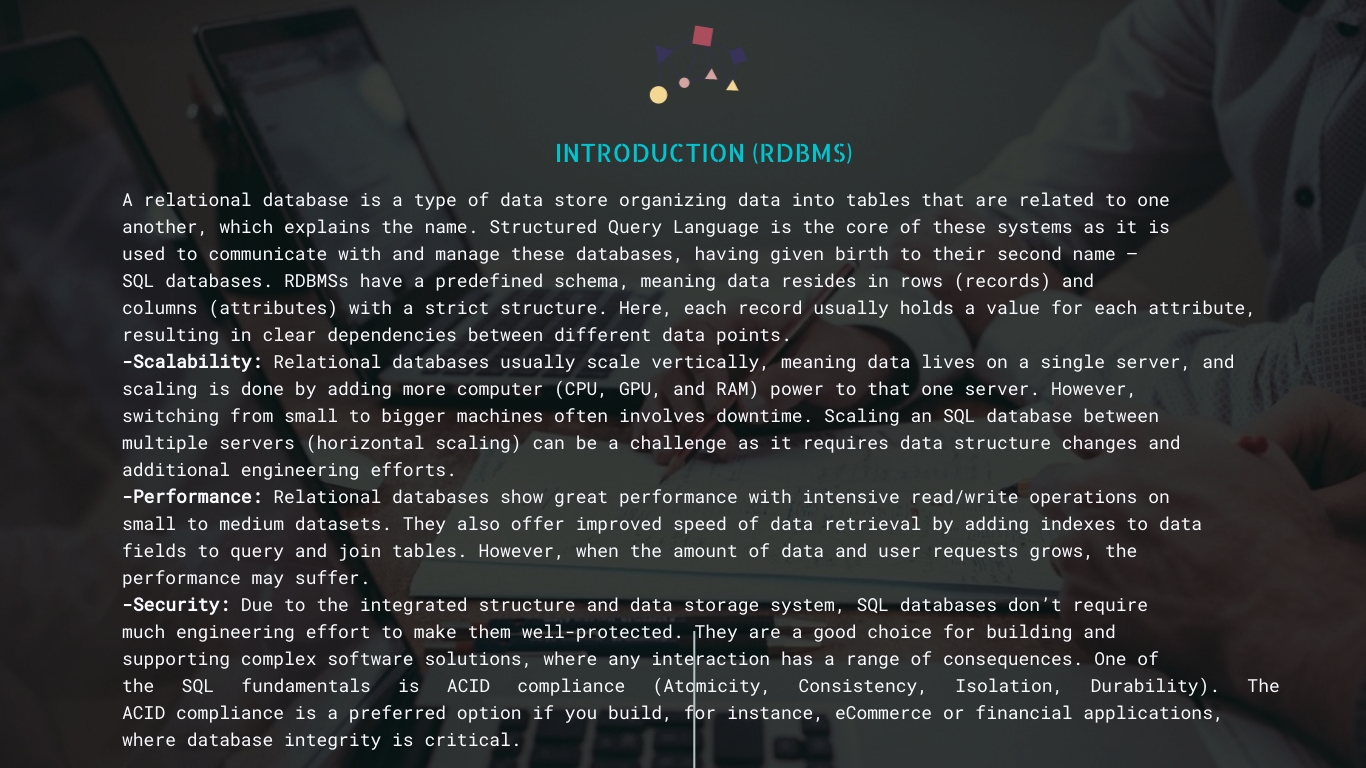 INTRODUCTION (RDBMS)
A relational database is a type of data store organizing data into tables that are related to one
another, which explains the name. Structured Query Language is the core of these systems as it is
used to communicate with and manage these databases, having given birth to their second name —
SQL databases. RDBMSs have a predefined schema, meaning data resides in rows (records) and
columns (attributes) with a strict structure. Here, each record usually holds a value for each attribute,
resulting in clear dependencies between different data points.
-Scalability: Relational databases usually scale vertically, meaning data lives on a single server, and
scaling is done by adding more computer (CPU, GPU, and RAM) power to that one server. However,
switching from small to bigger machines often involves downtime. Scaling an SQL database between
multiple servers (horizontal scaling) can be a challenge as it requires data structure changes and
additional engineering efforts.
-Performance: Relational databases show great performance with intensive read/write operations on
small to medium datasets. They also offer improved speed of data retrieval by adding indexes to data
fields to query and join tables. However, when the amount of data and user requests grows, the
performance may suffer.
-Security: Due to the integrated structure and data storage system, SQL databases don’t require
much engineering effort to make them well-protected. They are a good choice for building and
supporting complex software solutions, where any interaction has a range of consequences. One of
the SQL fundamentals is ACID compliance (Atomicity, Consistency, Isolation, Durability). The
ACID compliance is a preferred option if you build, for instance, eCommerce or financial applications,
where database integrity is critical.